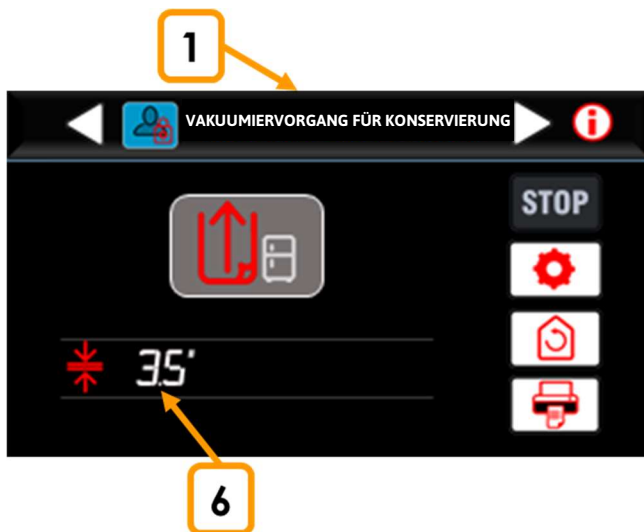 1
VAKUUMIERVORGANG FÜR KONSERVIERUNG
i
STOP
3.5"
6